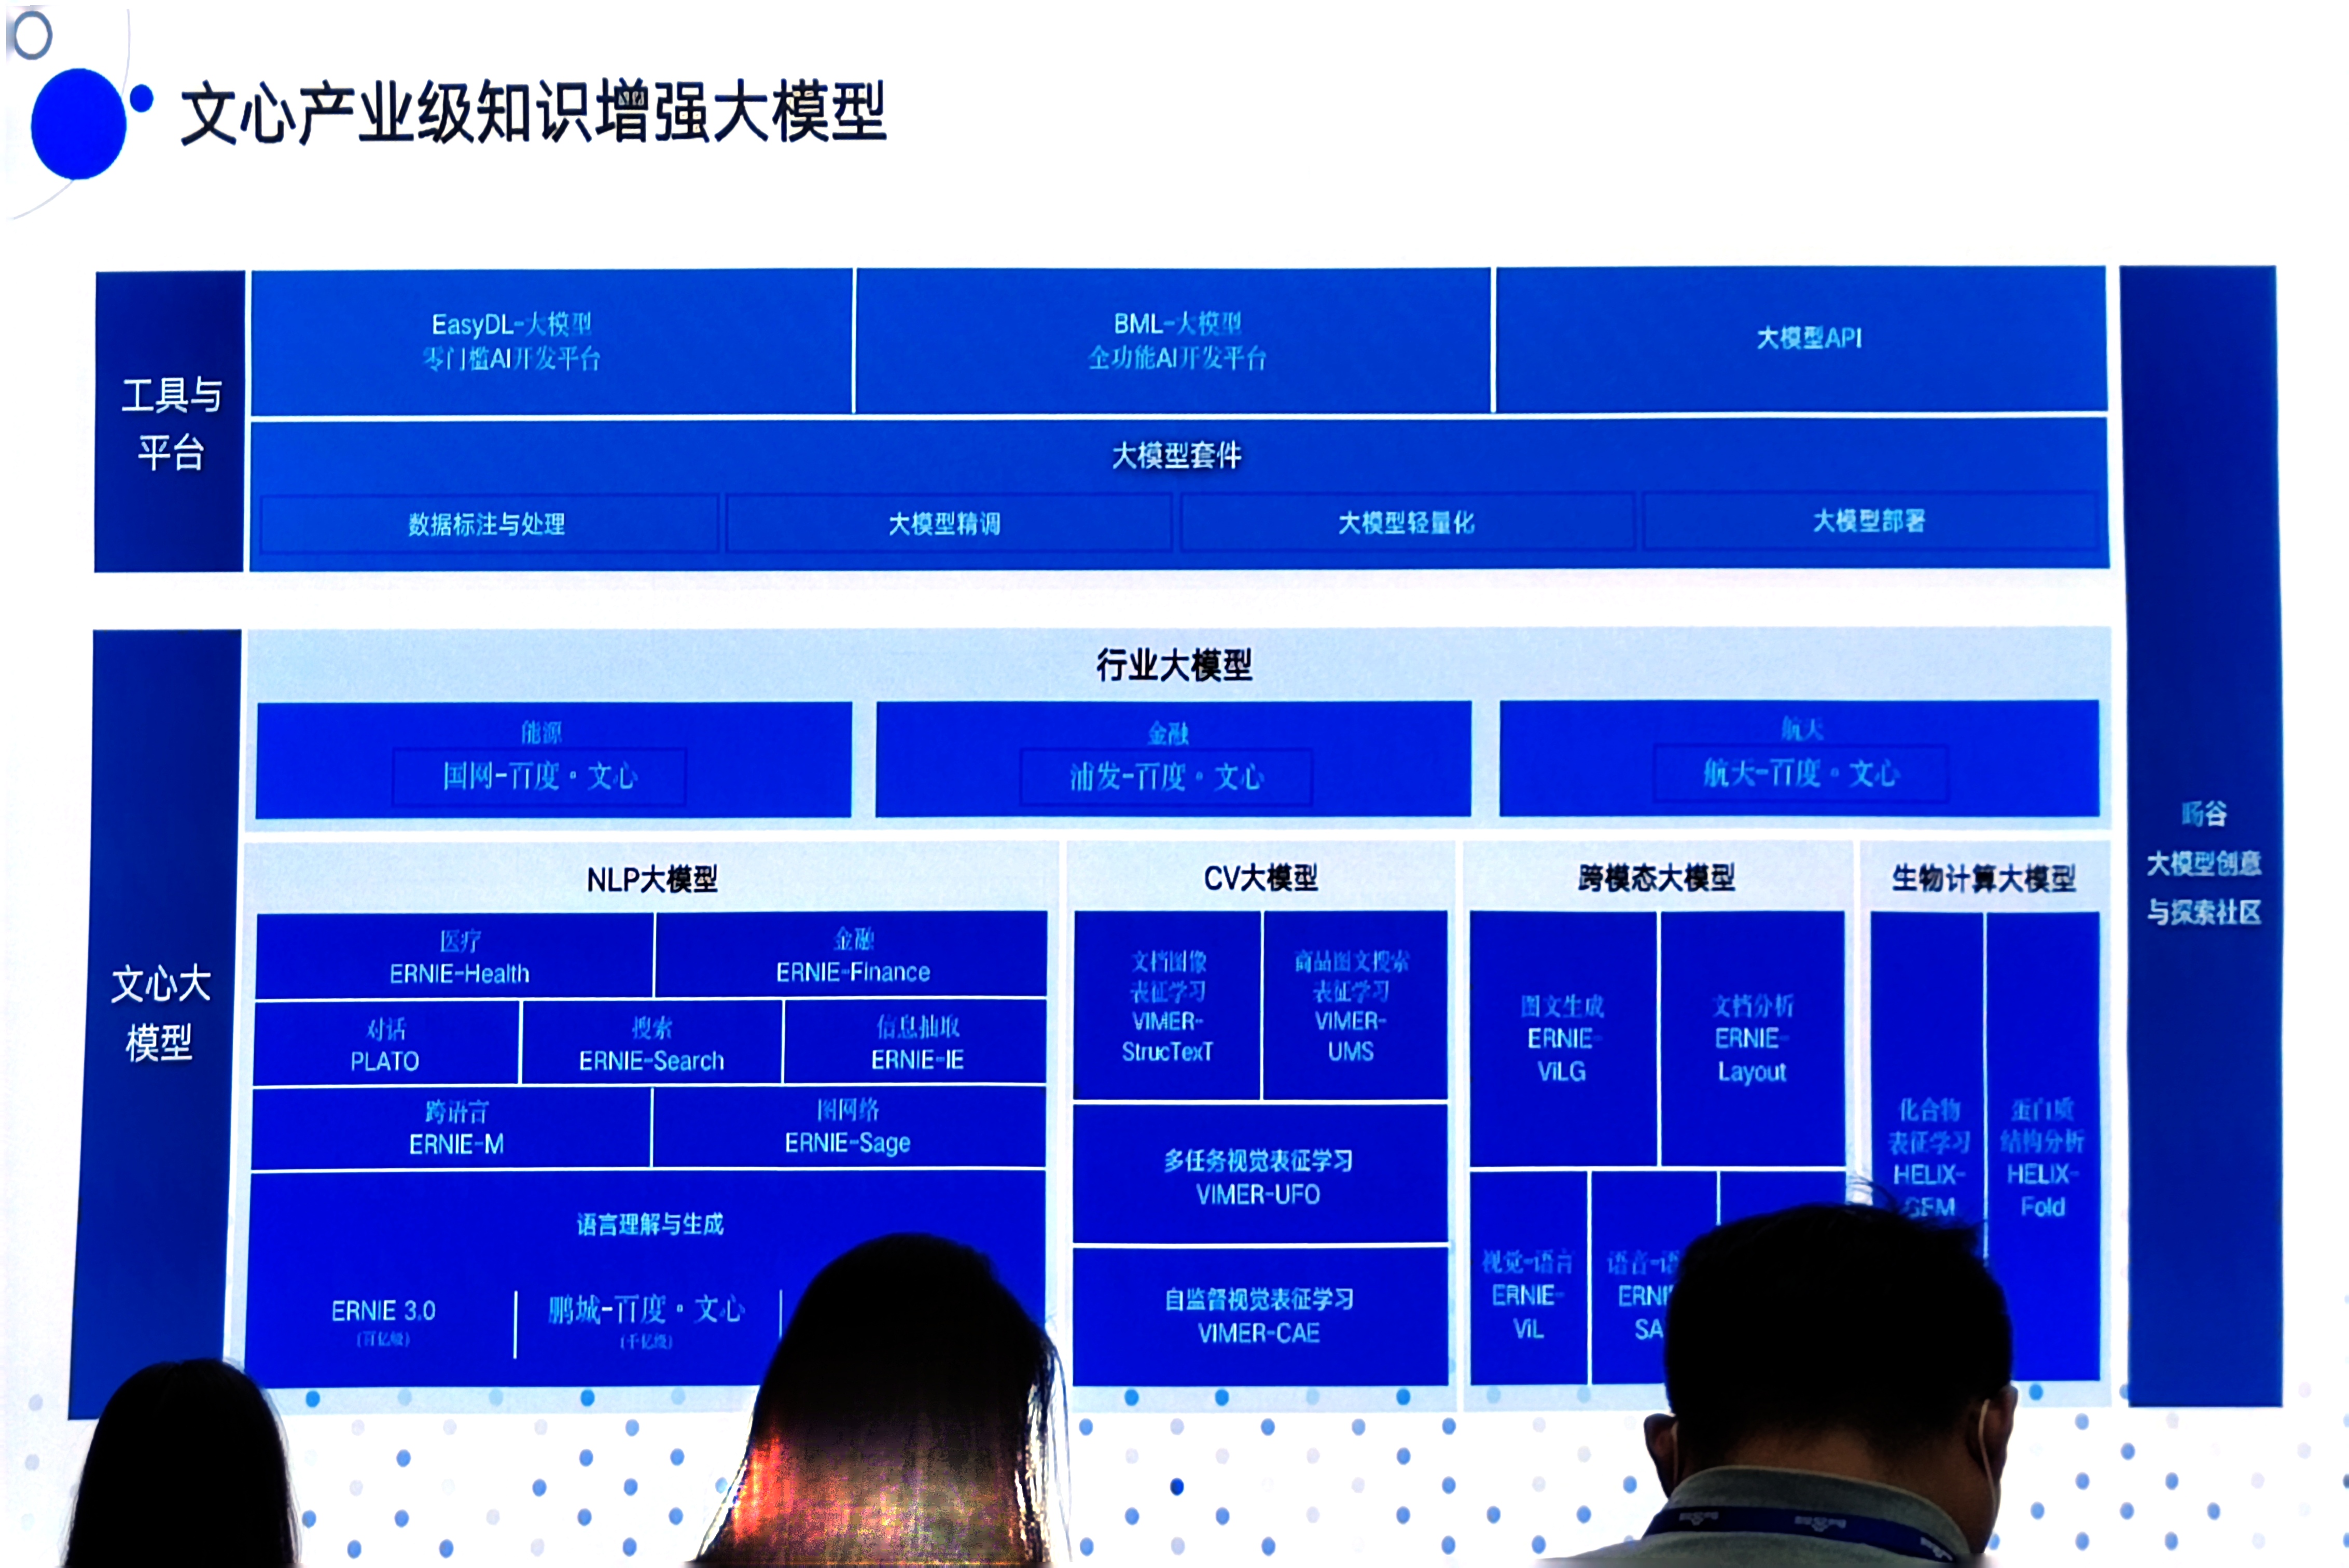 文心产业级知识增强大模型
工具与
平台
EasyDL-大模型
零门槛AI开发平台
BML-大模型
全功能AI开发平台
大模型API
大模型套件
数据标注与处理
大模型精调
大模型轻量化
大模型部署
文心大
模型
行业大模型
能源
国网-百度·文心
金融
浦发-百度·文心
航天
航天-百度·文心
NLP大模型
医疗
ERNIE-Health
金融
ERNIE-Finance
对话
PLATO
搜索
ERNIE-Search
信息抽取
ERNIE-IE
跨语言
ERNIE-M
图网络
ERNIE-Sage
语言理解与生成
ERNIE 3.0
(百亿级)
鹏城-百度·文心
(千亿级)
CV大模型
文档图像
表征学习
VIMER-
StrucTexT
商品图文搜索
表征学习
VIMER-
UMS
多任务视觉表征学习
VIMER-UFO
自监督视觉表征学习
VIMER-CAE
跨模态大模型
图文生成
ERNIE-
ViLG
文档分析
ERNIE-
Layout
视觉-语言
ERNIE-
ViL
语音-语
ERNI
SA
生物计算大模型
化合物
表征学习
HELIX-
GEM
蛋白质
结构分析
HELIX-
Fold
旸谷
大模型创意
与探索社区